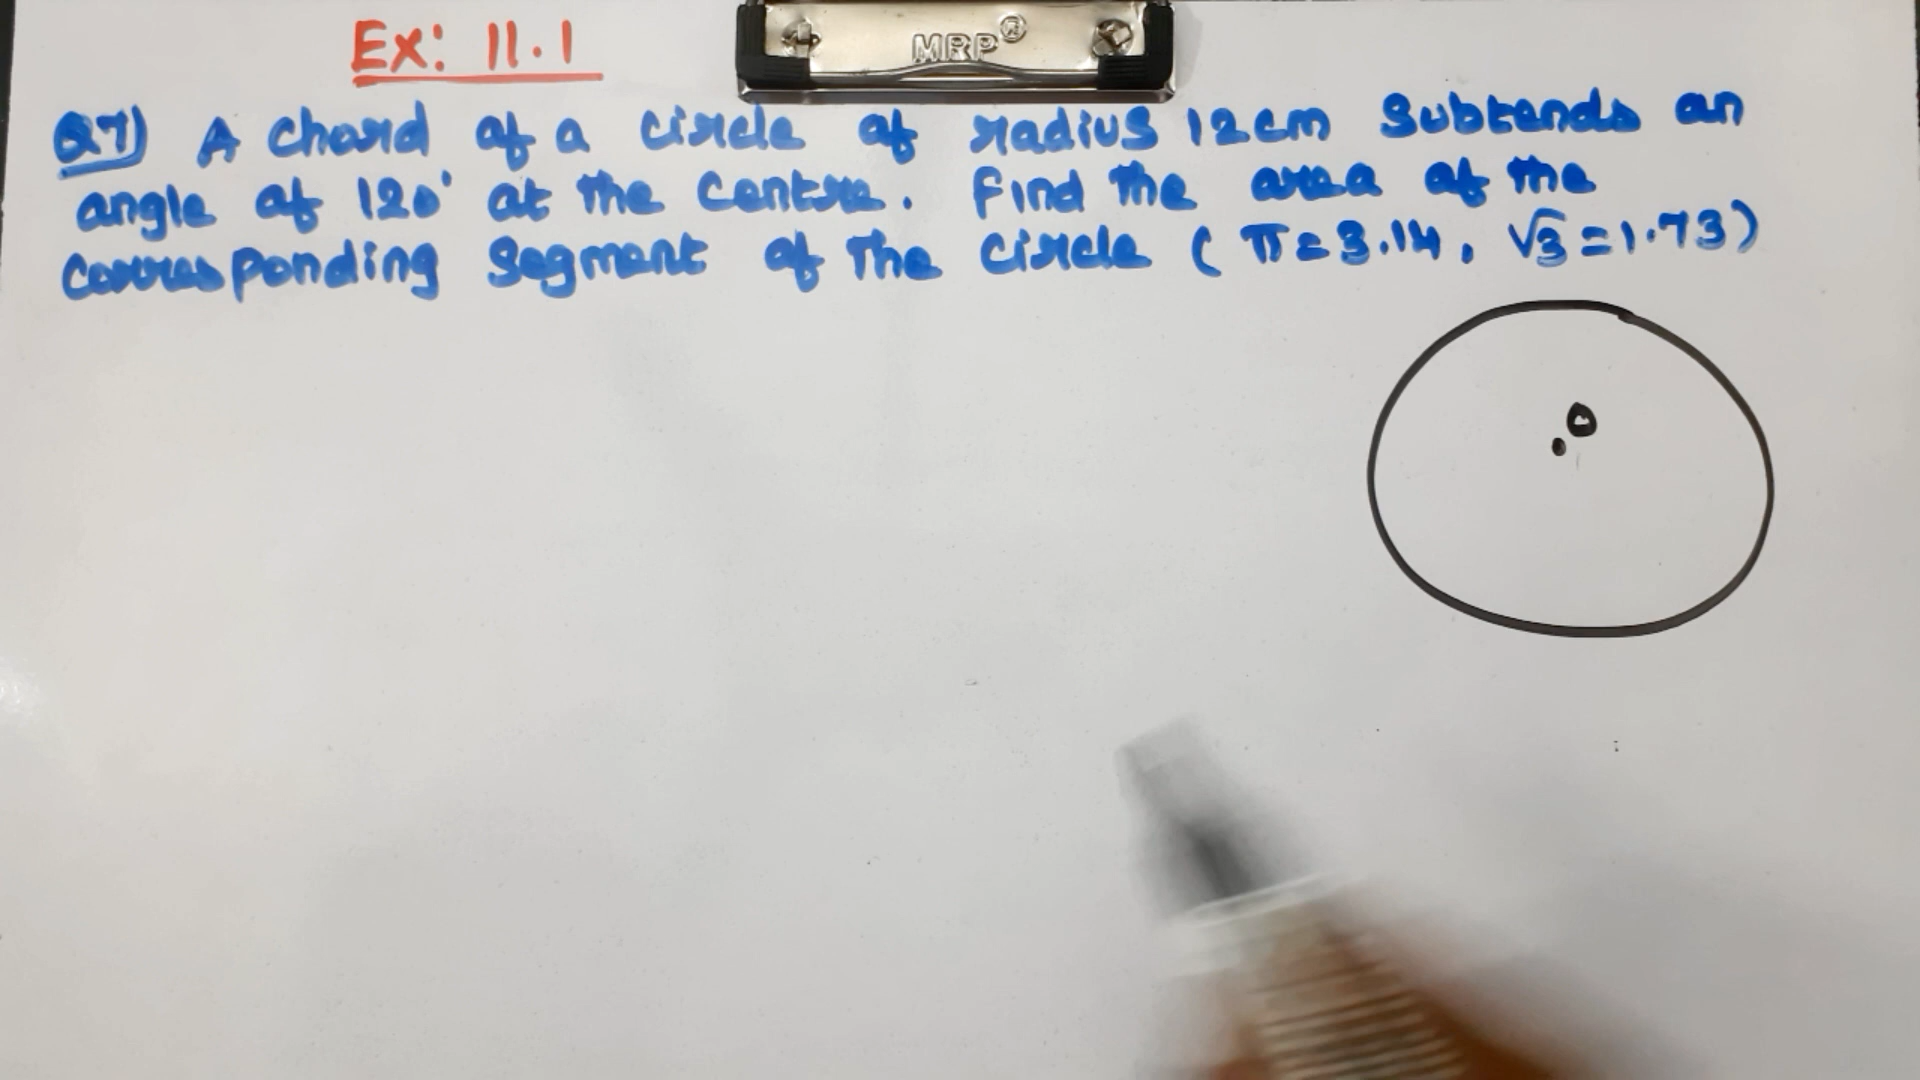 Ex: 11.1
MRP®
Q7) A chord of a circle of radius 12cm subtends an
angle of 120° at the centre. Find the area of the
corresponding segment of the circle ( π = 3.14, √3 = 1.73)
O